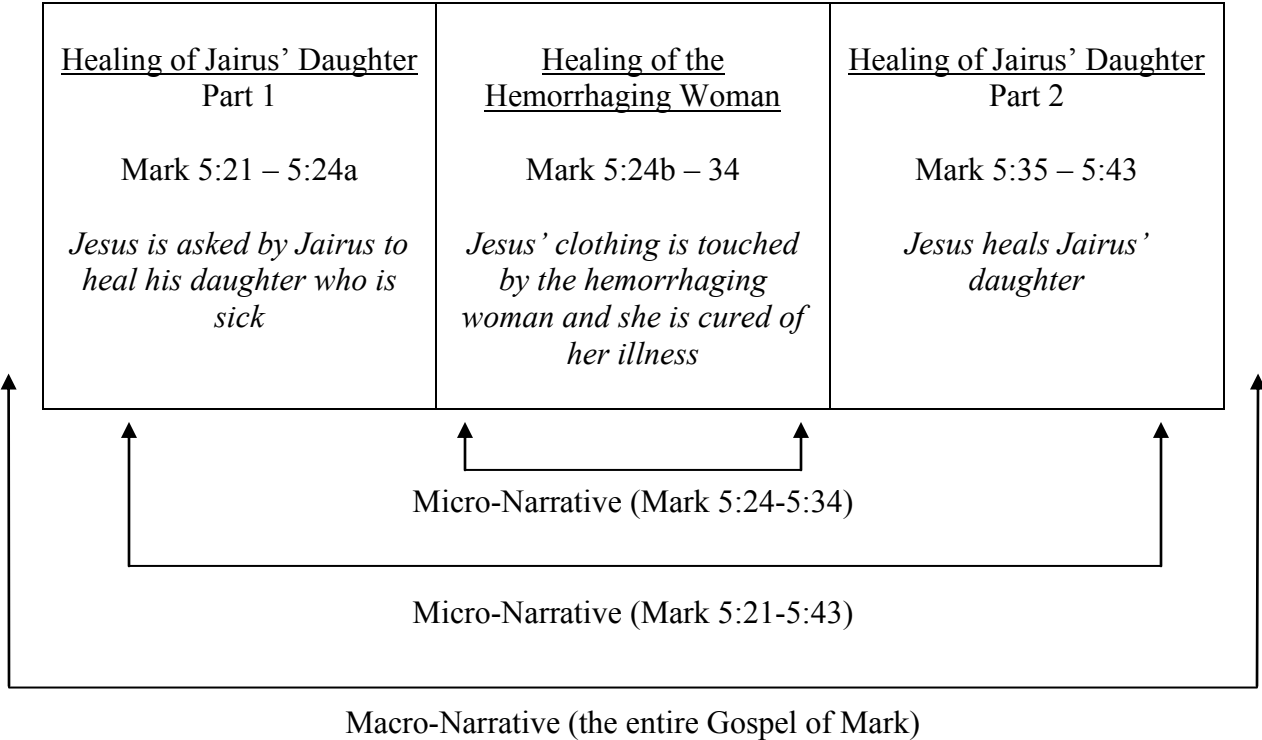 Healing of Jairus’ Daughter
Part 1
Mark 5:21 – 5:24a
Jesus is asked by Jairus to
heal his daughter who is
sick
Healing of the
Hemorrhaging Woman
Mark 5:24b – 34
Jesus’ clothing is touched
by the hemorrhaging
woman and she is cured of
her illness
Healing of Jairus’ Daughter
Part 2
Mark 5:35 – 5:43
Jesus heals Jairus’
daughter
Micro-Narrative (Mark 5:24-5:34)
Micro-Narrative (Mark 5:21-5:43)
Macro-Narrative (the entire Gospel of Mark)